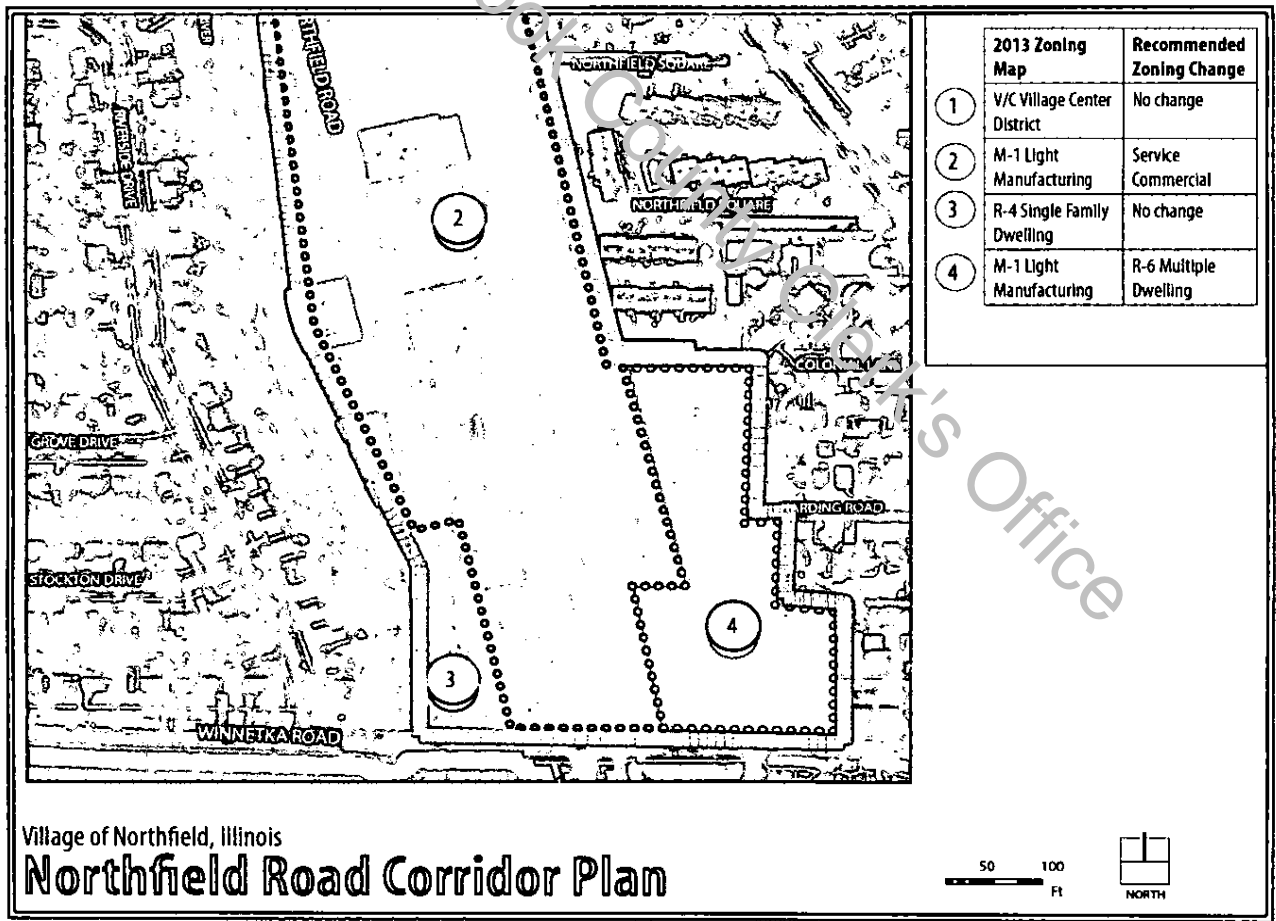 2013 Zoning Map
Recommended Zoning Change
1
V/C Village Center District
No change
2
M-1 Light Manufacturing
Service Commercial
3
R-4 Single Family Dwelling
No change
4
M-1 Light Manufacturing
R-6 Multiple Dwelling
NORTHFIELD SQUARE
RIVERSIDE DRIVE
2
NORTHFIELD SQUARE
GROVE DRIVE
STOCKTON DRIVE
3
4
WINNETKA ROAD
County Clerk's Office
Village of Northfield, Illinois
Northfield Road Corridor Plan
50 100
Ft
NORTH